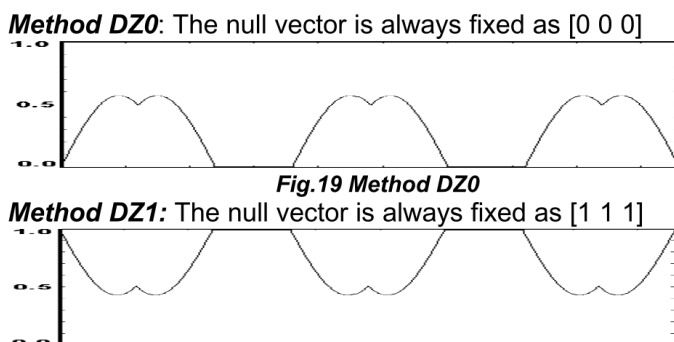 Method DZ0: The null vector is always fixed as [0 0 0]
1.0
0.5
0.0
Fig.19 Method DZ0
Method DZ1: The null vector is always fixed as [1 1 1]
1.0
0.5
0.0